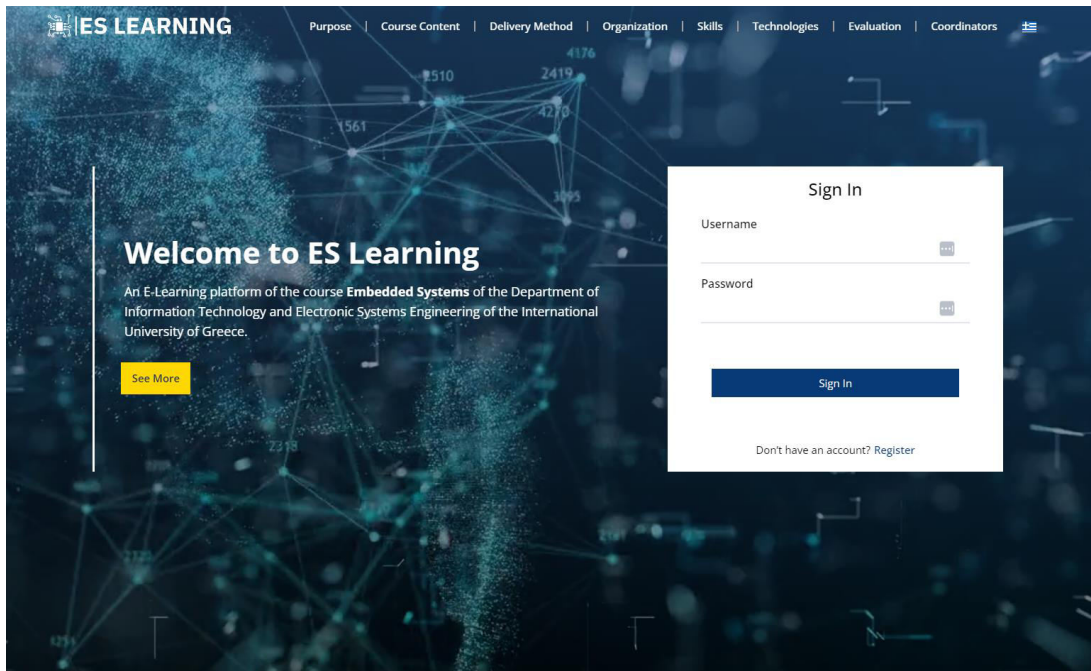 ES LEARNING
Purpose | Course Content | Delivery Method | Organization | Skills | Technologies | Evaluation | Coordinators
4176
2510
2419
4270
1561
3095
Sign In
Username
Welcome to ES Learning
Password
An E-Learning platform of the course Embedded Systems of the Department of
Information Technology and Electronic Systems Engineering of the International
University of Greece.
See More
Sign In
Don't have an account? Register
2318